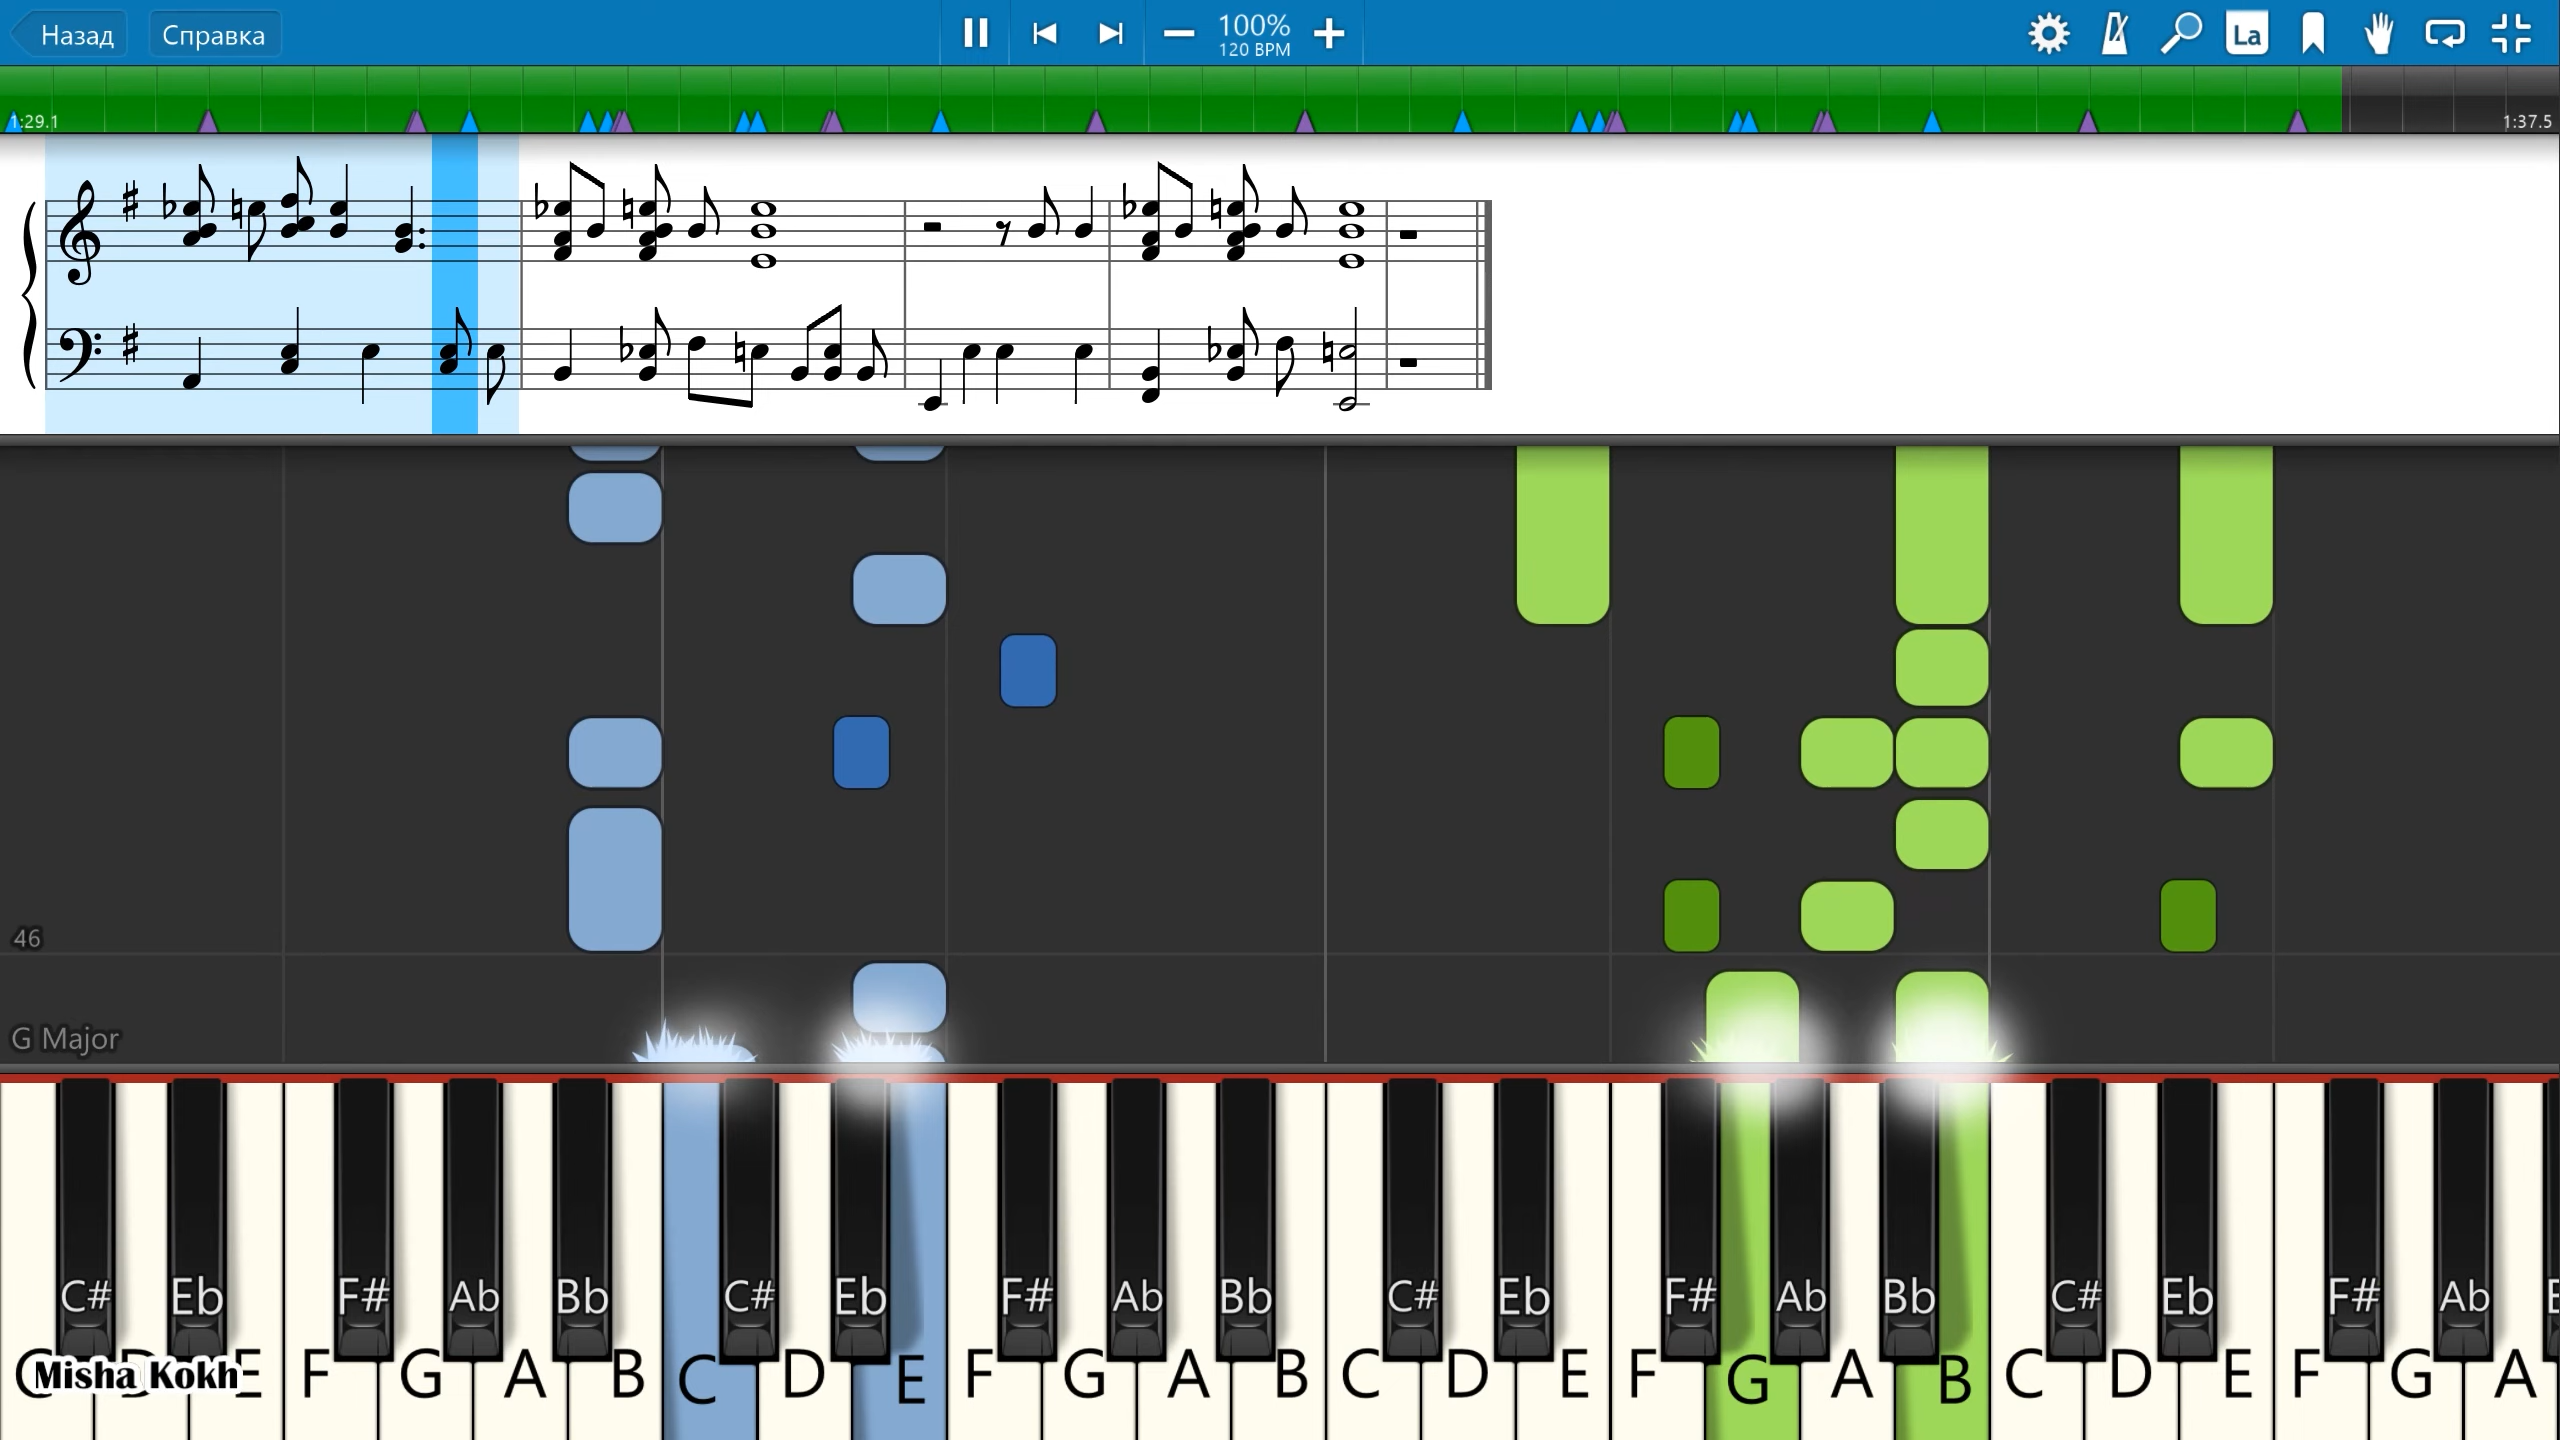 Назад Справка 100% La
120 BPM
1:29.1 1:37.5
46
G Major
C# Eb F# Ab Bb C# Eb F# Ab Bb C# Eb F# Ab Bb C# Eb F# Ab
C D E F G A B C D E F G A B C D E F G A B C D E F G A
Misha Kokh